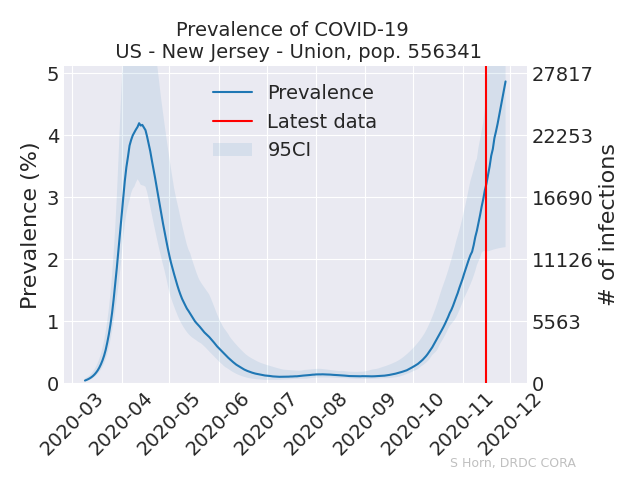 Prevalence of COVID-19
US - New Jersey - Union, pop. 556341
Prevalence
Latest data
95CI
Prevalence (%)
5
4
3
2
1
0
27817
22253
16690
11126
5563
0
# of infections
2020-03
2020-04
2020-05
2020-06
2020-07
2020-08
2020-09
2020-10
2020-11
2020-12
S Horn, DRDC CORA